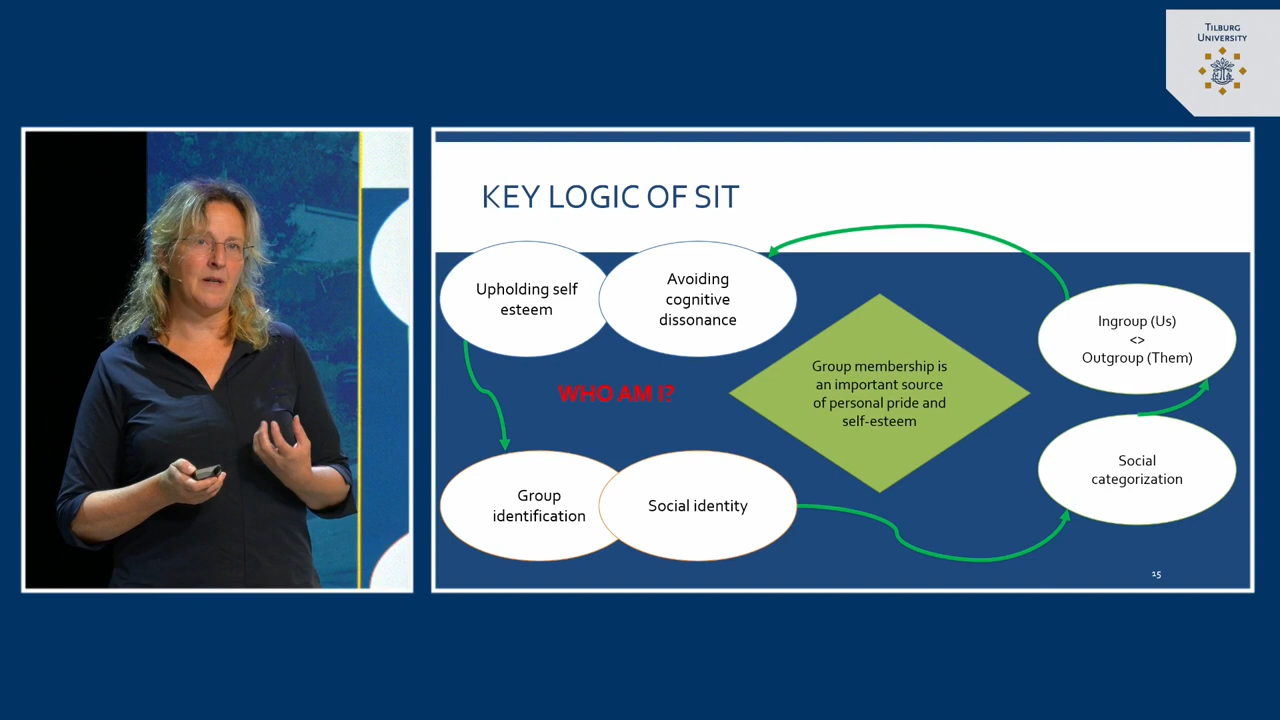 TILBURG
UNIVERSITY
KEY LOGIC OF SIT
Upholding self
esteem
Avoiding
cognitive
dissonance
Ingroup (Us)
<>
Outgroup (Them)
Group membership is
an important source
of personal pride and
self-esteem
WHO AM I?
Group
identification
Social identity
Social
categorization
15